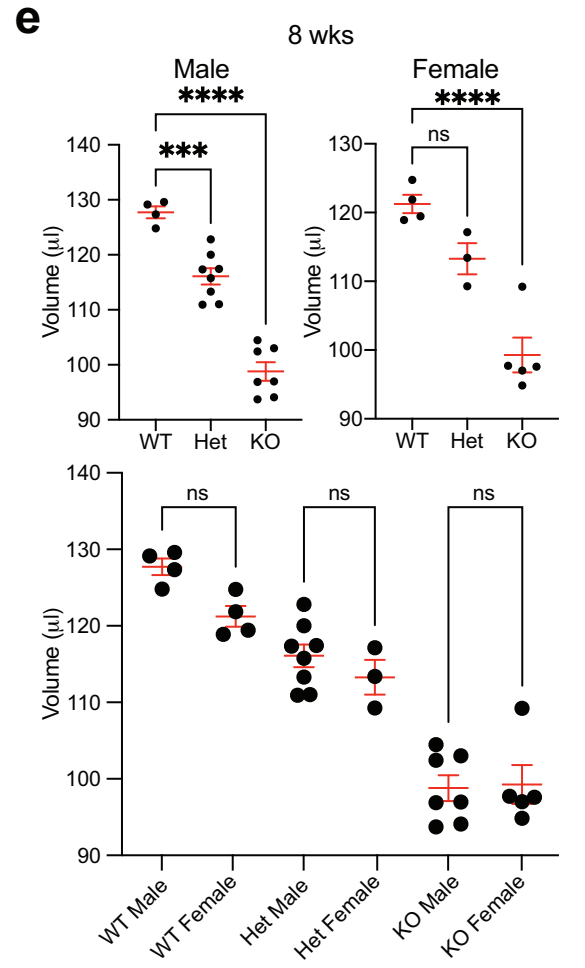 e
8 wks
Male
Female
****
***
140
130
120
110
100
90
Volume (µl)
WT
Het
KO
****
ns
130
120
110
100
90
Volume (µl)
WT
Het
KO
140
130
120
110
100
90
Volume (µl)
ns
ns
ns
WT Male
WT Female
Het Male
Het Female
KO Male
KO Female